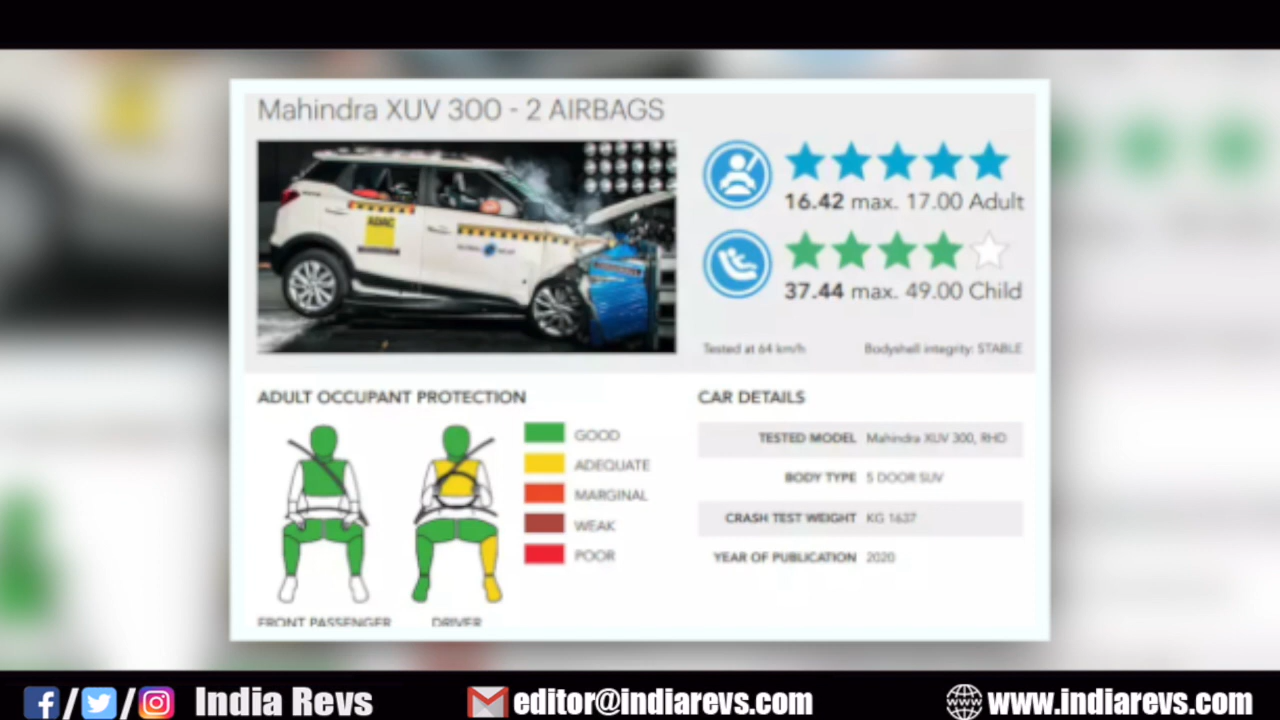 Mahindra XUV 300 - 2 AIRBAGS
ADAC
16.42 max. 17.00 Adult
37.44 max. 49.00 Child
Tested at 64 km/h
Bodyshell integrity: STABLE
ADULT OCCUPANT PROTECTION
GOOD
ADEQUATE
MARGINAL
WEAK
POOR
FRONT PASSENGER
DRIVER
CAR DETAILS
TESTED MODEL Mahindra XUV 300, RHD
BODY TYPE 5 DOOR SUV
CRASH TEST WEIGHT KG 1637
YEAR OF PUBLICATION 2020
India Revs
editor@indiarevs.com
www.indiarevs.com